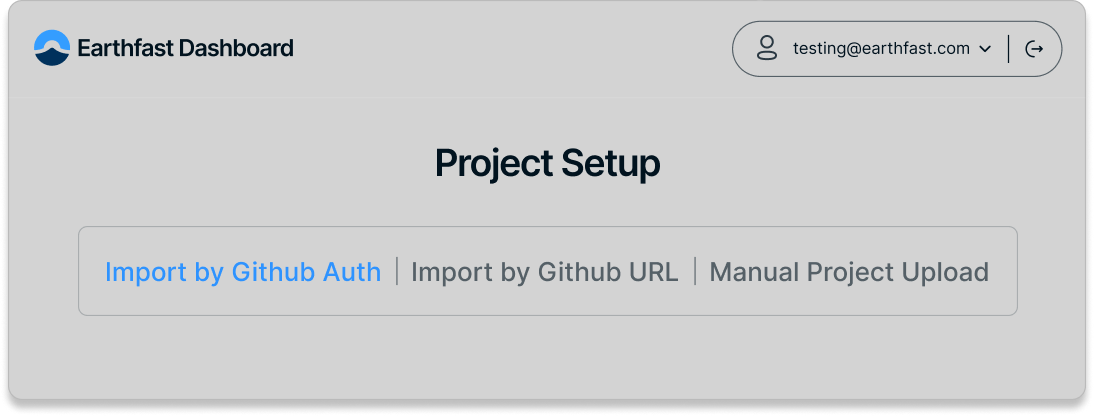 Earthfast Dashboard
testing@earthfast.com
Project Setup
Import by Github Auth | Import by Github URL | Manual Project Upload